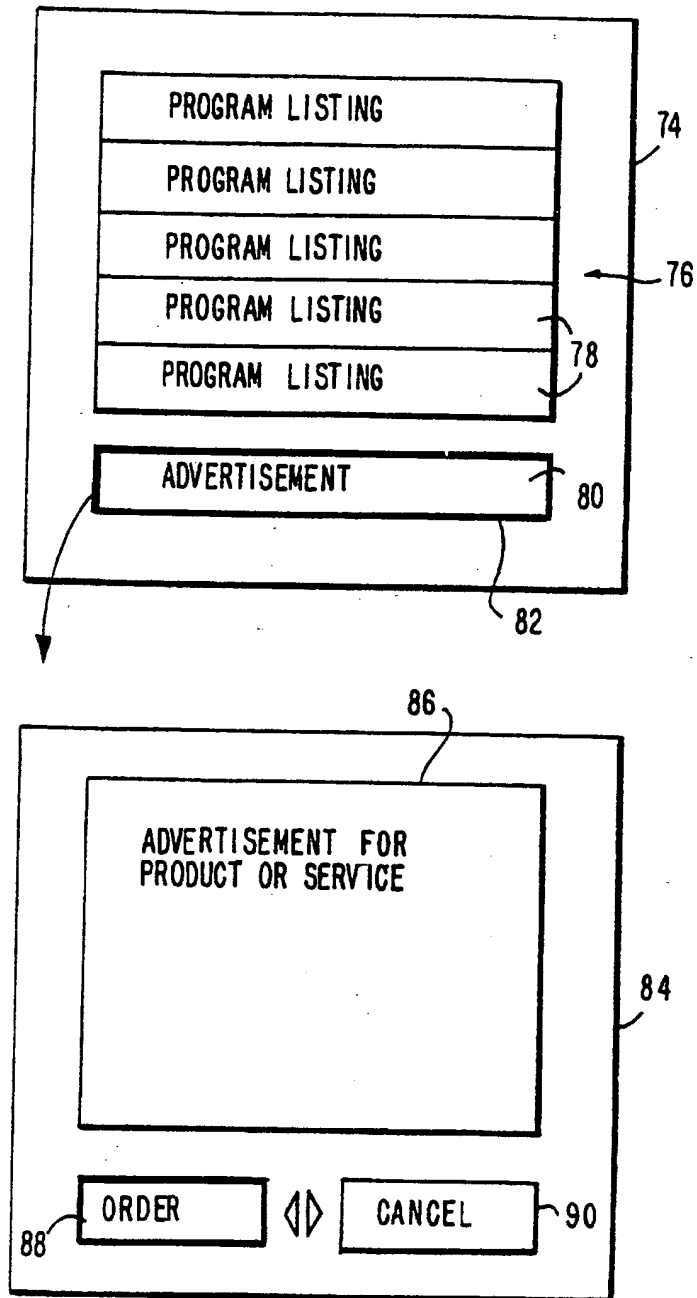 PROGRAM LISTING
74
PROGRAM LISTING
PROGRAM LISTING
76
PROGRAM LISTING
78
PROGRAM LISTING
ADVERTISEMENT
80
82
86
ADVERTISEMENT FOR
PRODUCT OR SERVICE
84
ORDER
CANCEL
90
88